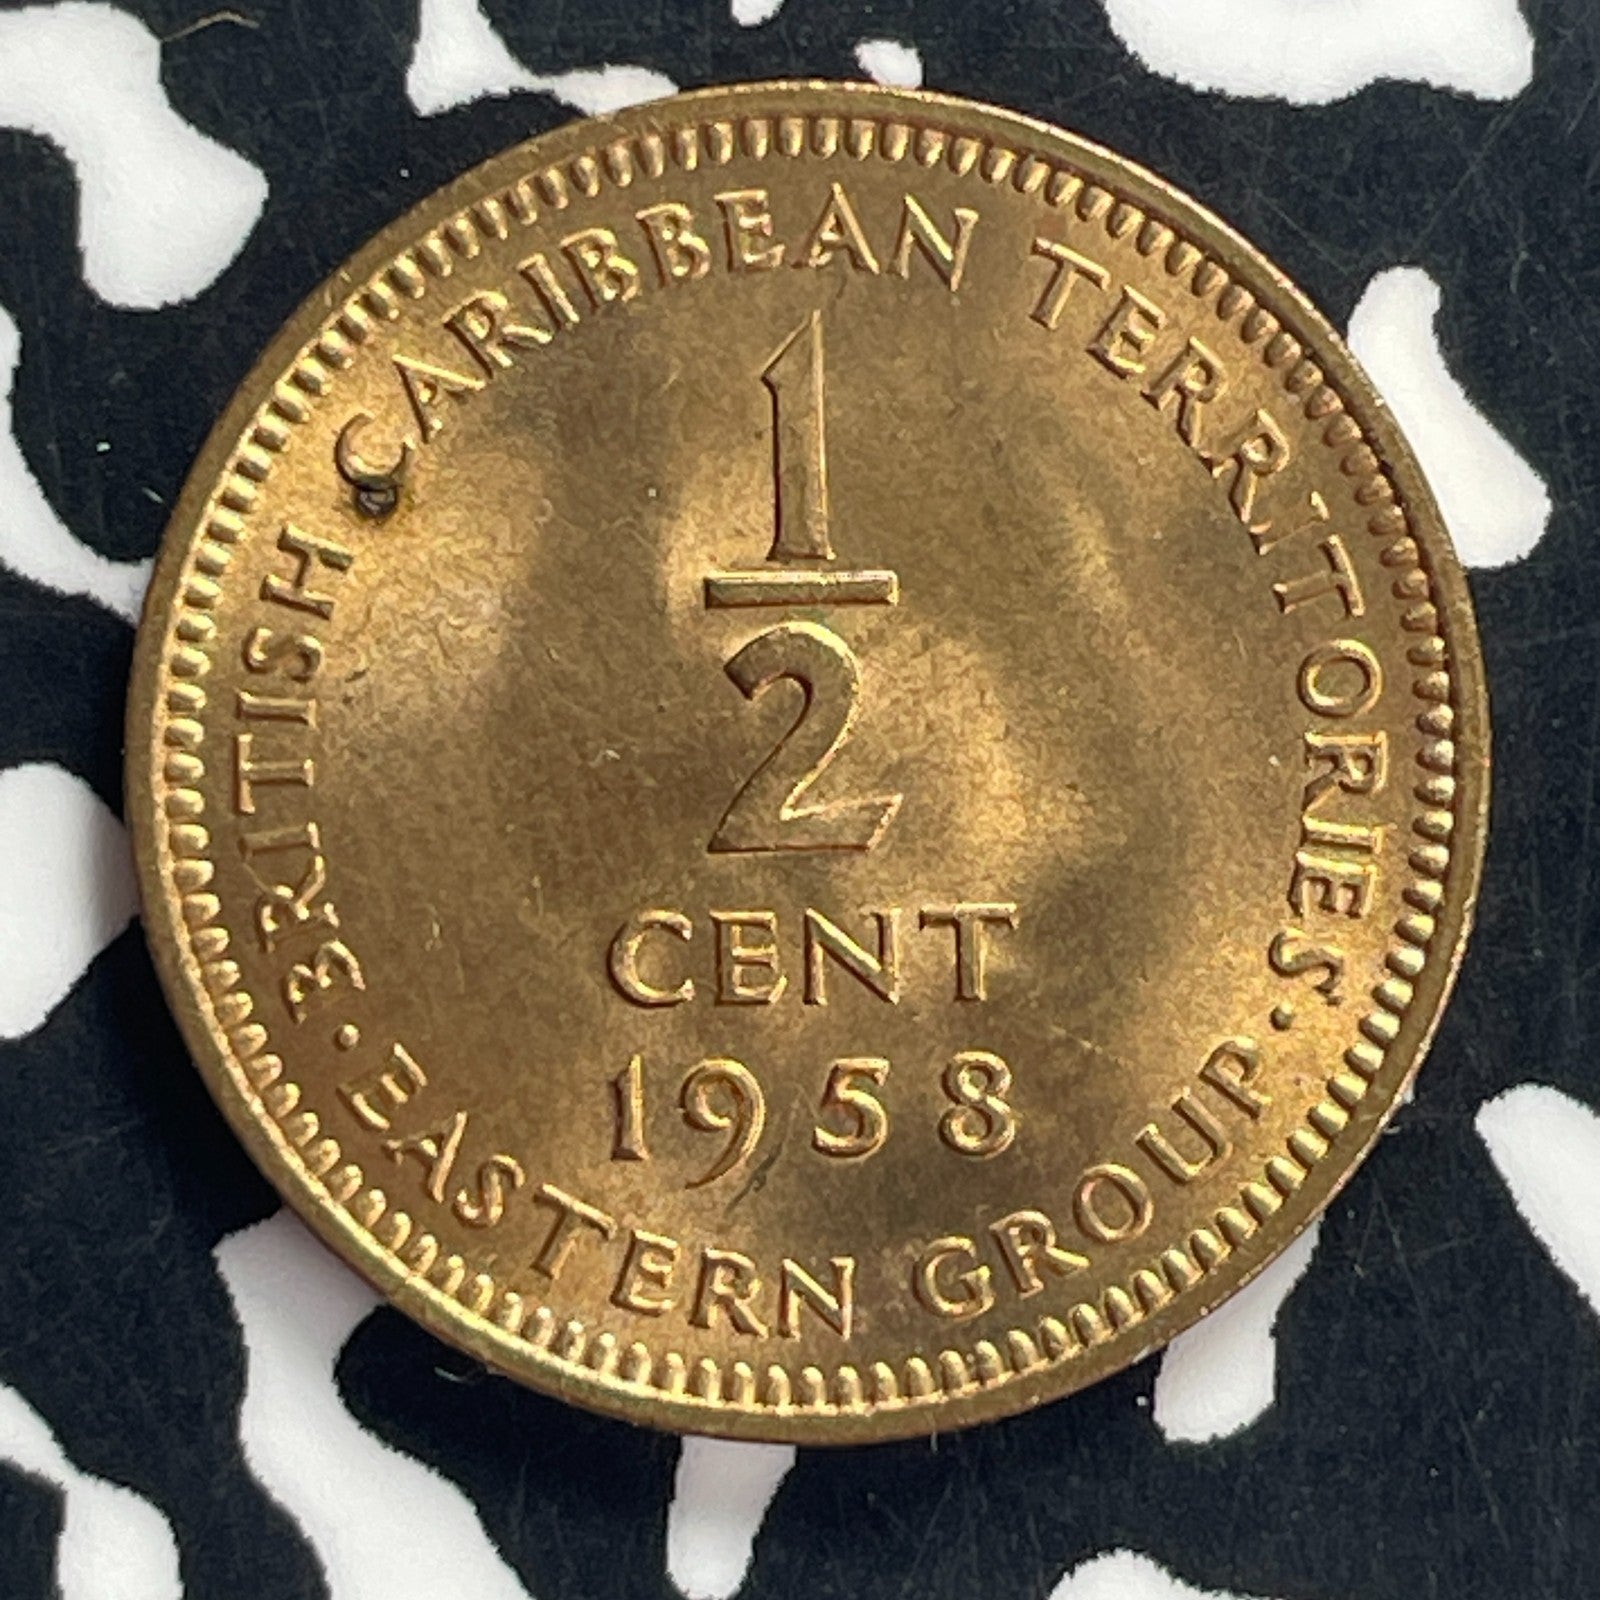 BRITISH CARIBBEAN TERRITORIES.
1/2
CENT
1958
· EASTERN GROUP ·